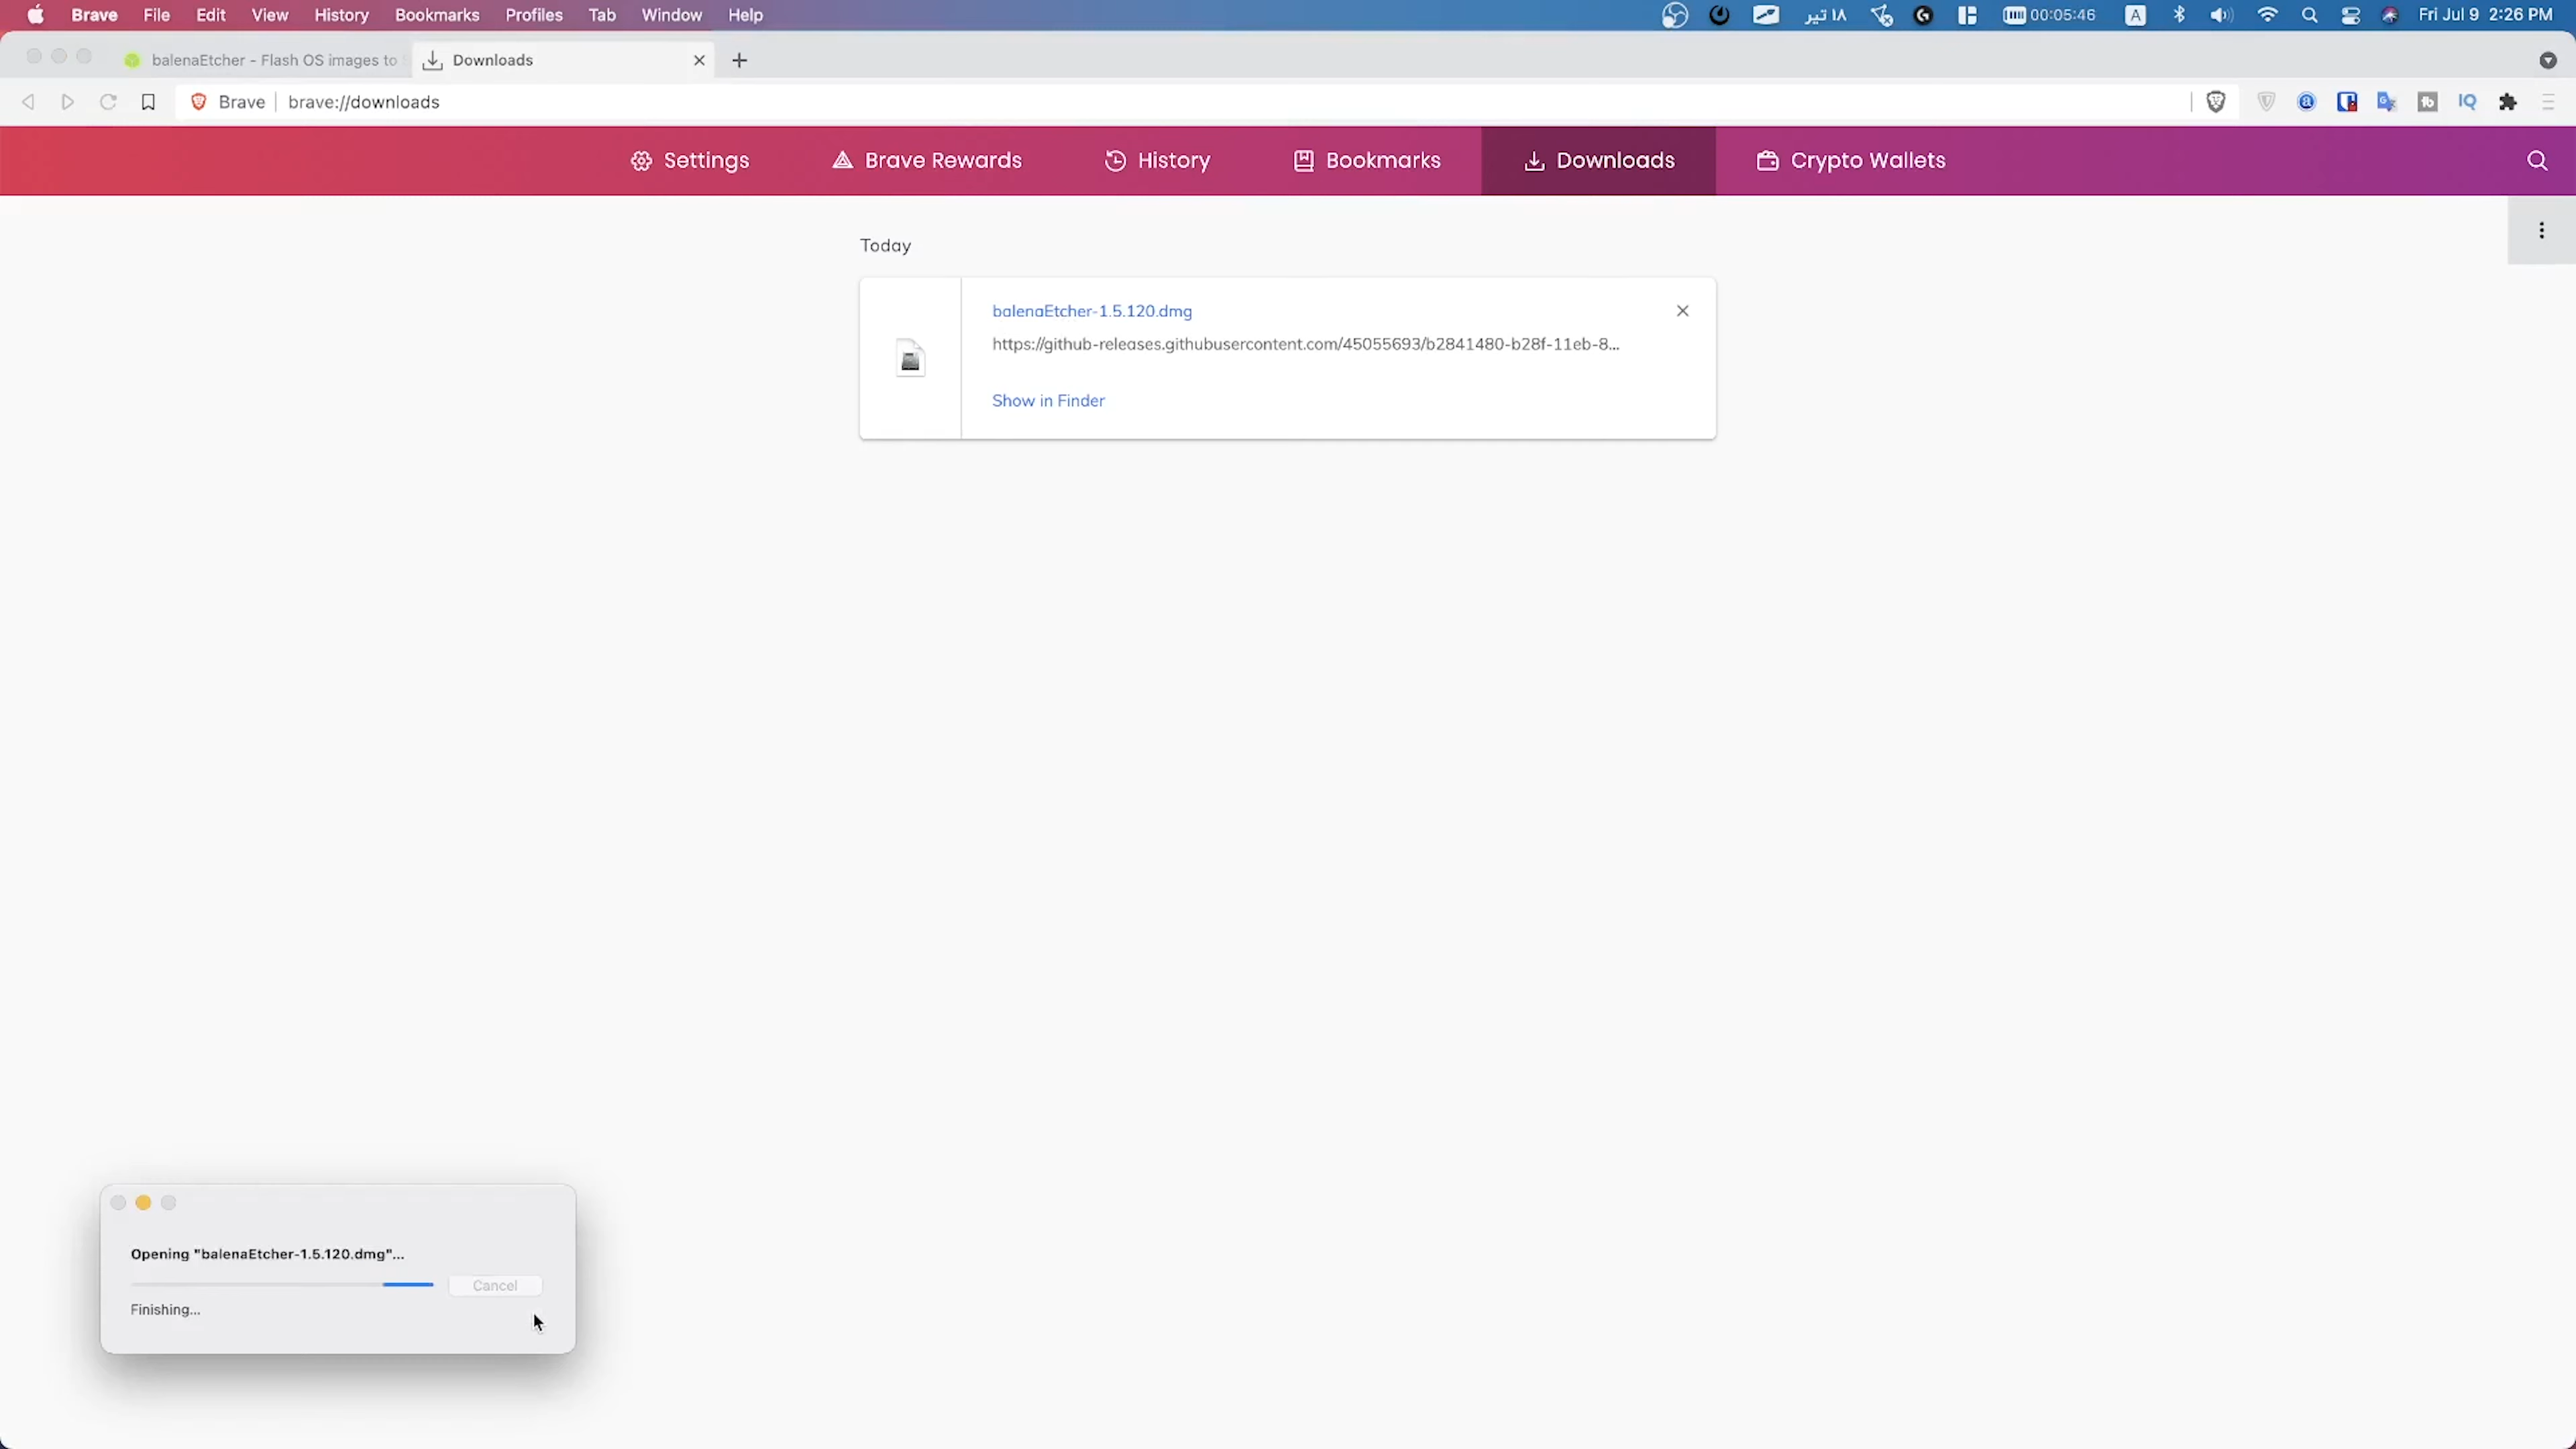 Brave File Edit View History Bookmarks Profiles Tab Window Help ۱۸ تیر 00:05:46 A Fri Jul 9 2:26 PM
balenaEtcher - Flash OS images to Downloads
Brave brave://downloads
Settings Brave Rewards History Bookmarks Downloads Crypto Wallets
Today
balenaEtcher-1.5.120.dmg
https://github-releases.githubusercontent.com/45055693/b2841480-b28f-11eb-8...
Show in Finder
Opening "balenaEtcher-1.5.120.dmg"...
Cancel
Finishing...